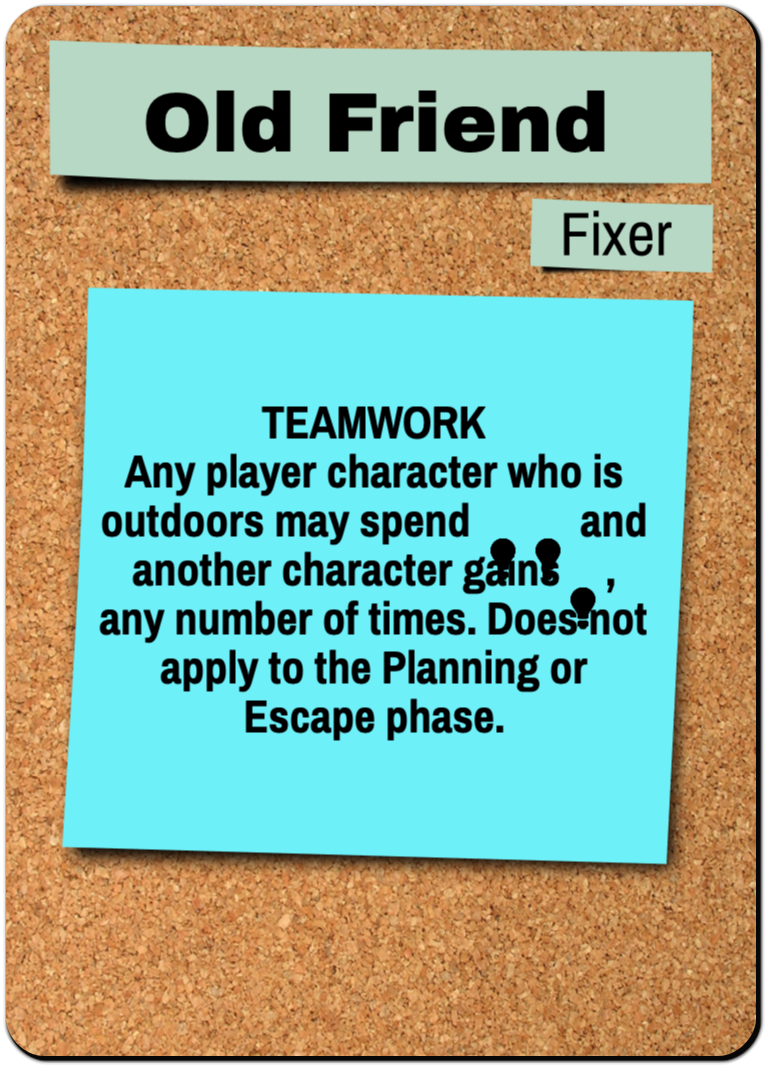 Old Friend
Fixer
TEAMWORK
Any player character who is
outdoors may spend and
another character gains ,
any number of times. Does not
apply to the Planning or
Escape phase.